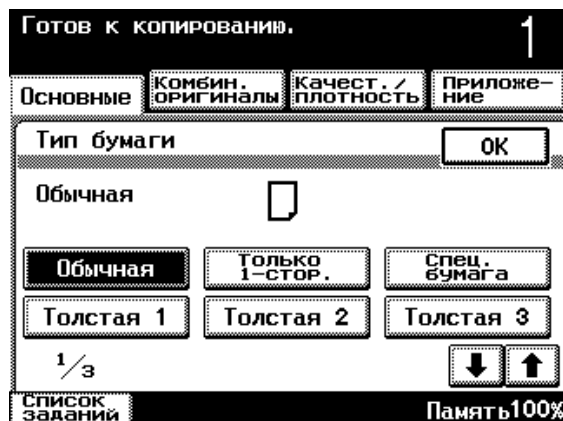 Готов к копированию. 1
Основные Комбин. оригиналы Качест./ плотность Приложе- ние
Тип бумаги OK
Обычная
Обычная Только 1-стор. Спец. бумага
Толстая 1 Толстая 2 Толстая 3
1/3
Список заданий Память100%